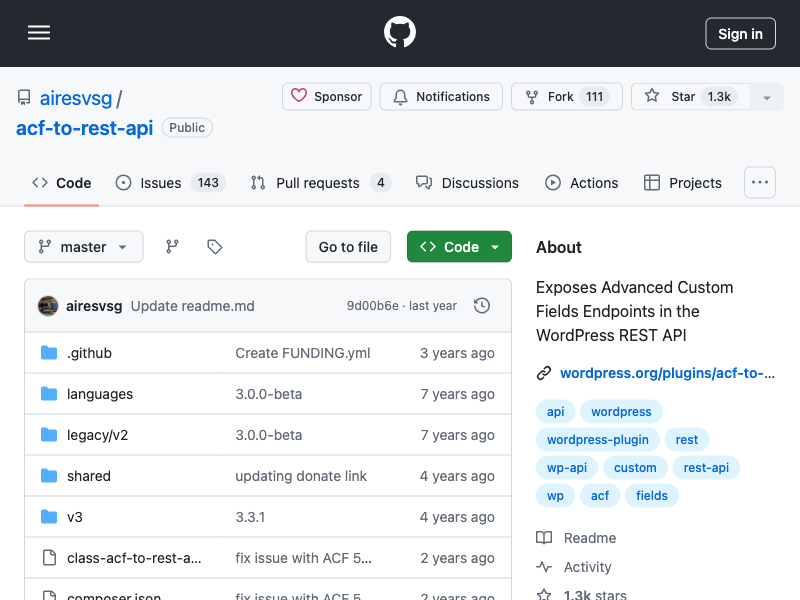 Sign in
airesvsg /
acf-to-rest-api Public
Sponsor
Notifications
Fork 111
Star 1.3k
Code
Issues 143
Pull requests 4
Discussions
Actions
Projects
master
Go to file
Code
airesvsg Update readme.md 9d00b6e · last year
.github Create FUNDING.yml 3 years ago
languages 3.0.0-beta 7 years ago
legacy/v2 3.0.0-beta 7 years ago
shared updating donate link 4 years ago
v3 3.3.1 4 years ago
class-acf-to-rest-a... fix issue with ACF 5... 2 years ago
composer.json fix issue with ACF 5... 2 years ago
About
Exposes Advanced Custom
Fields Endpoints in the
WordPress REST API
wordpress.org/plugins/acf-to-...
api wordpress
wordpress-plugin rest
wp-api custom rest-api
wp acf fields
Readme
Activity
1.3k stars